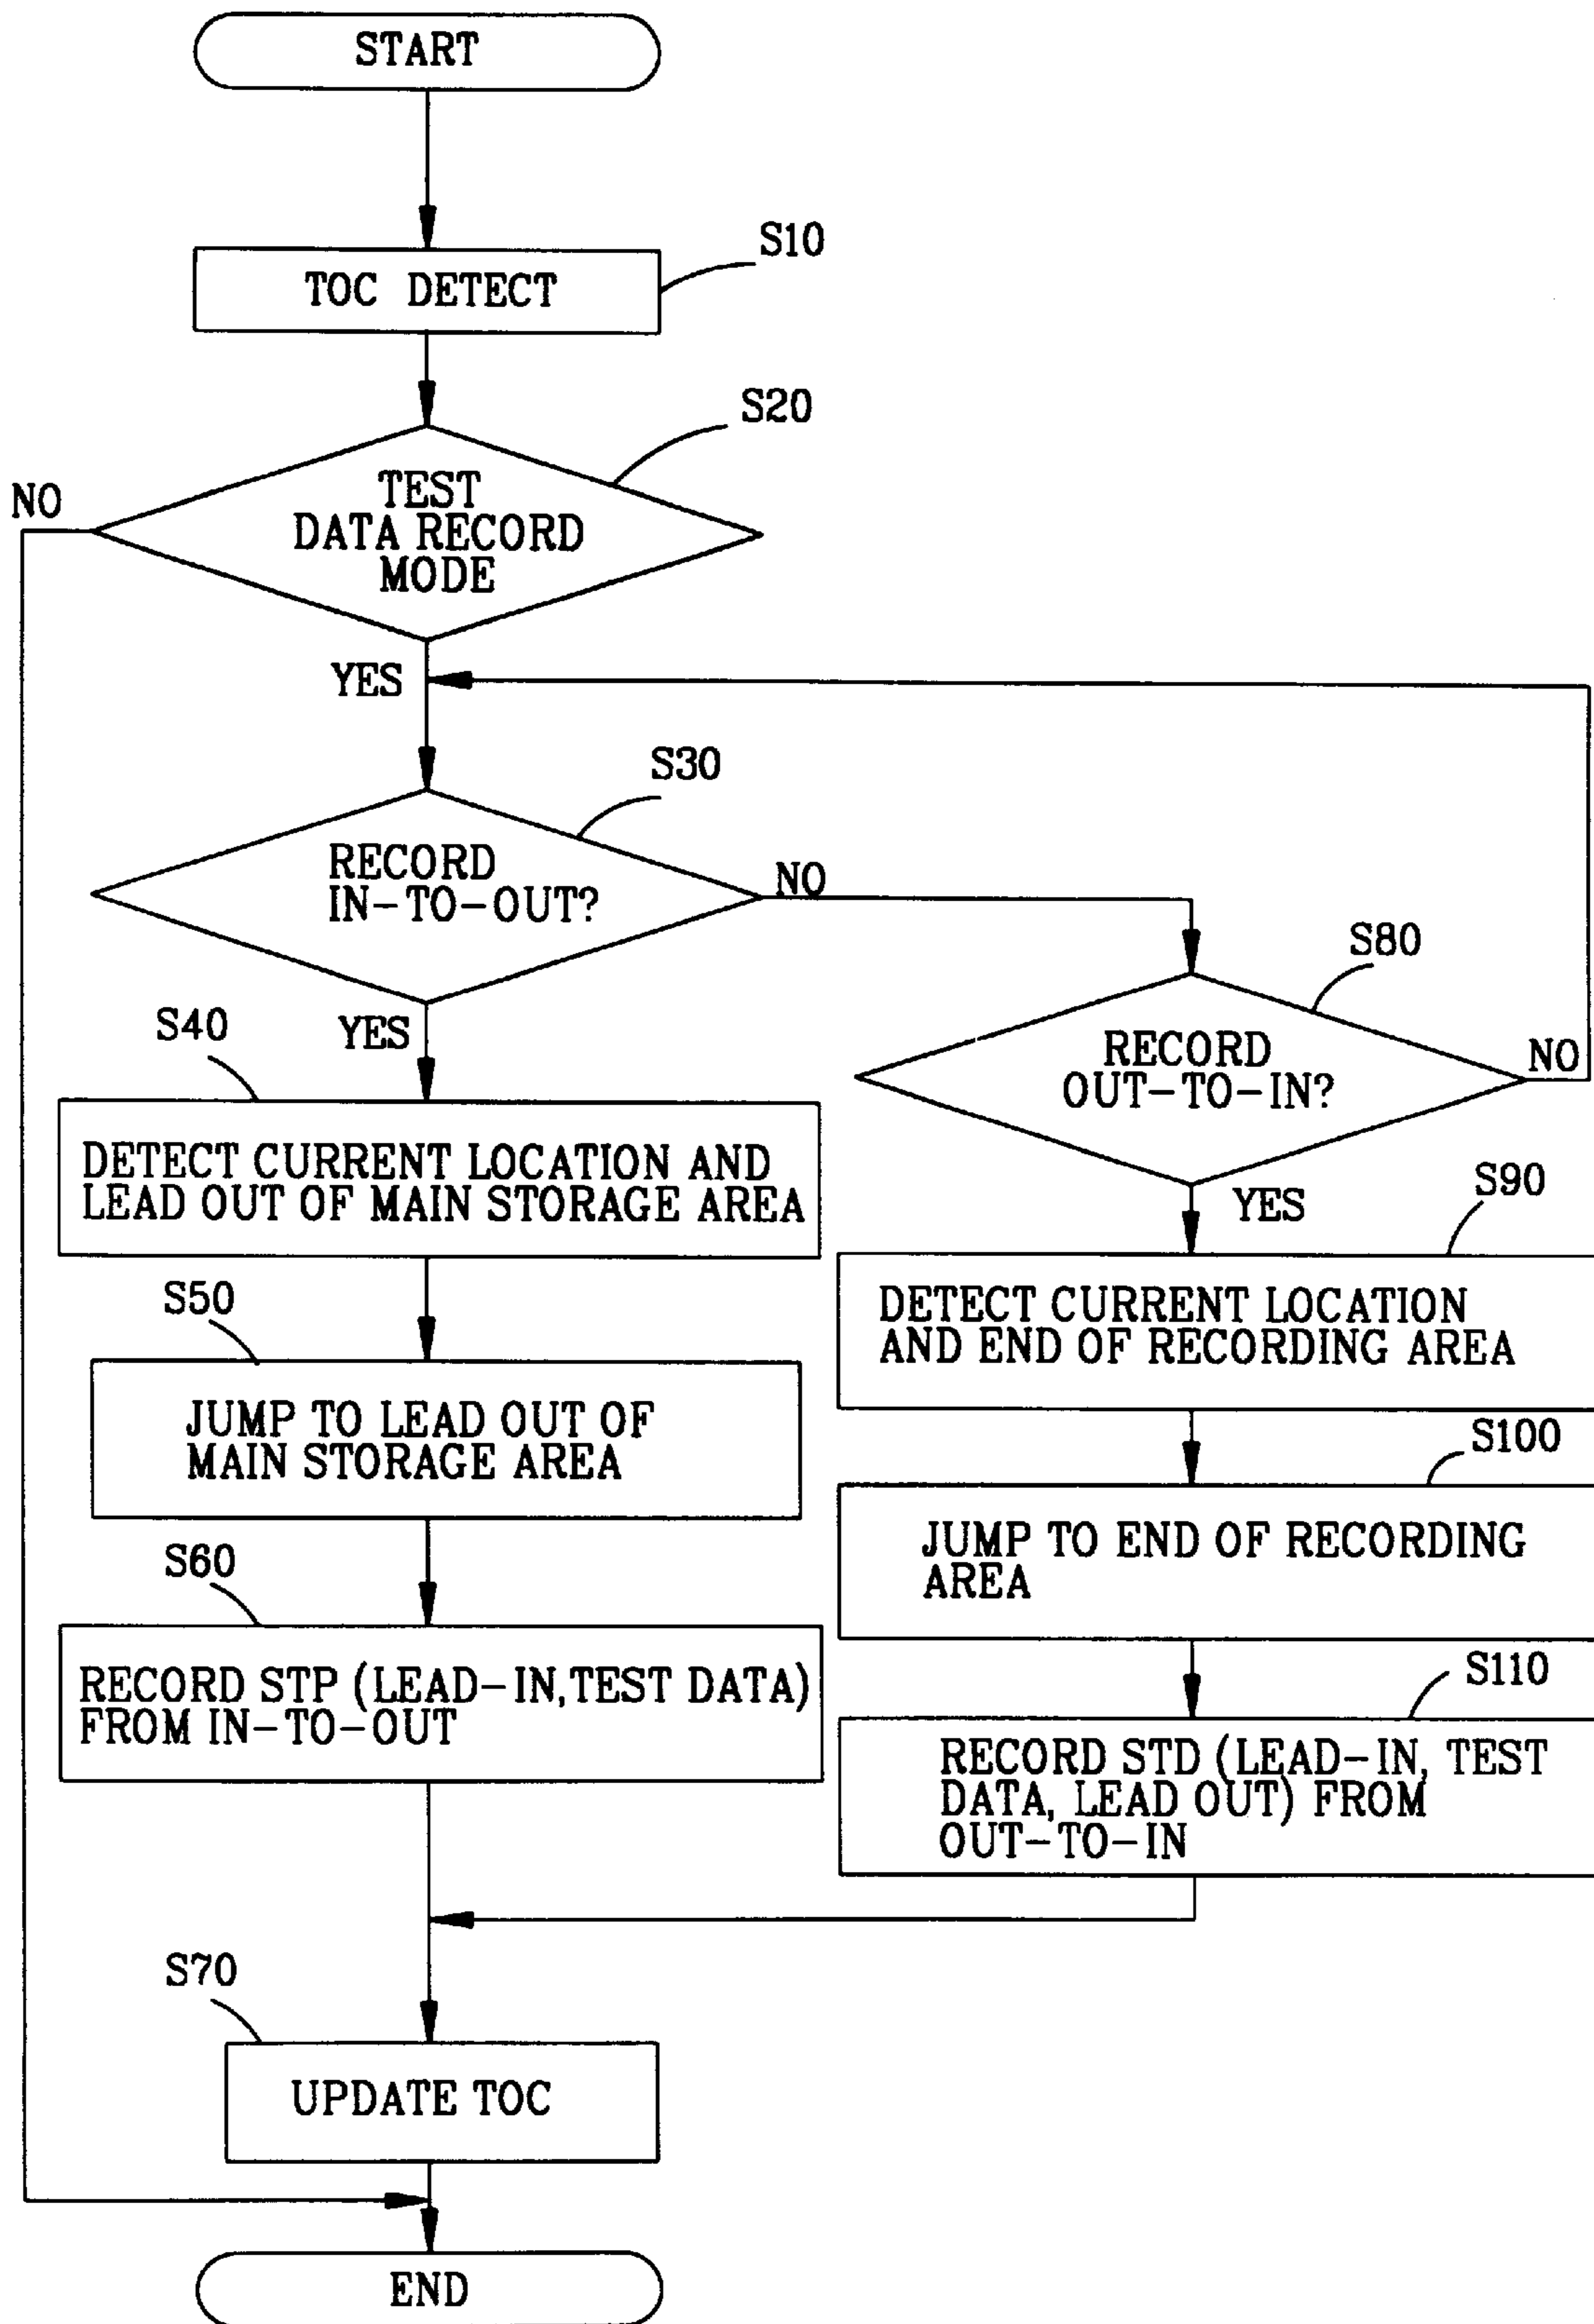 START
S10
TOC DETECT
S20
NO
TEST
DATA RECORD
MODE
YES
S30
RECORD
IN-TO-OUT?
NO
S80
S40
YES
RECORD
OUT-TO-IN?
NO
DETECT CURRENT LOCATION AND
LEAD OUT OF MAIN STORAGE AREA
S90
YES
S50
DETECT CURRENT LOCATION
AND END OF RECORDING AREA
JUMP TO LEAD OUT OF
MAIN STORAGE AREA
S100
JUMP TO END OF RECORDING
AREA
S60
RECORD STP (LEAD-IN,TEST DATA)
FROM IN-TO-OUT
S110
RECORD STD (LEAD-IN, TEST
DATA, LEAD OUT) FROM
OUT-TO-IN
S70
UPDATE TOC
END